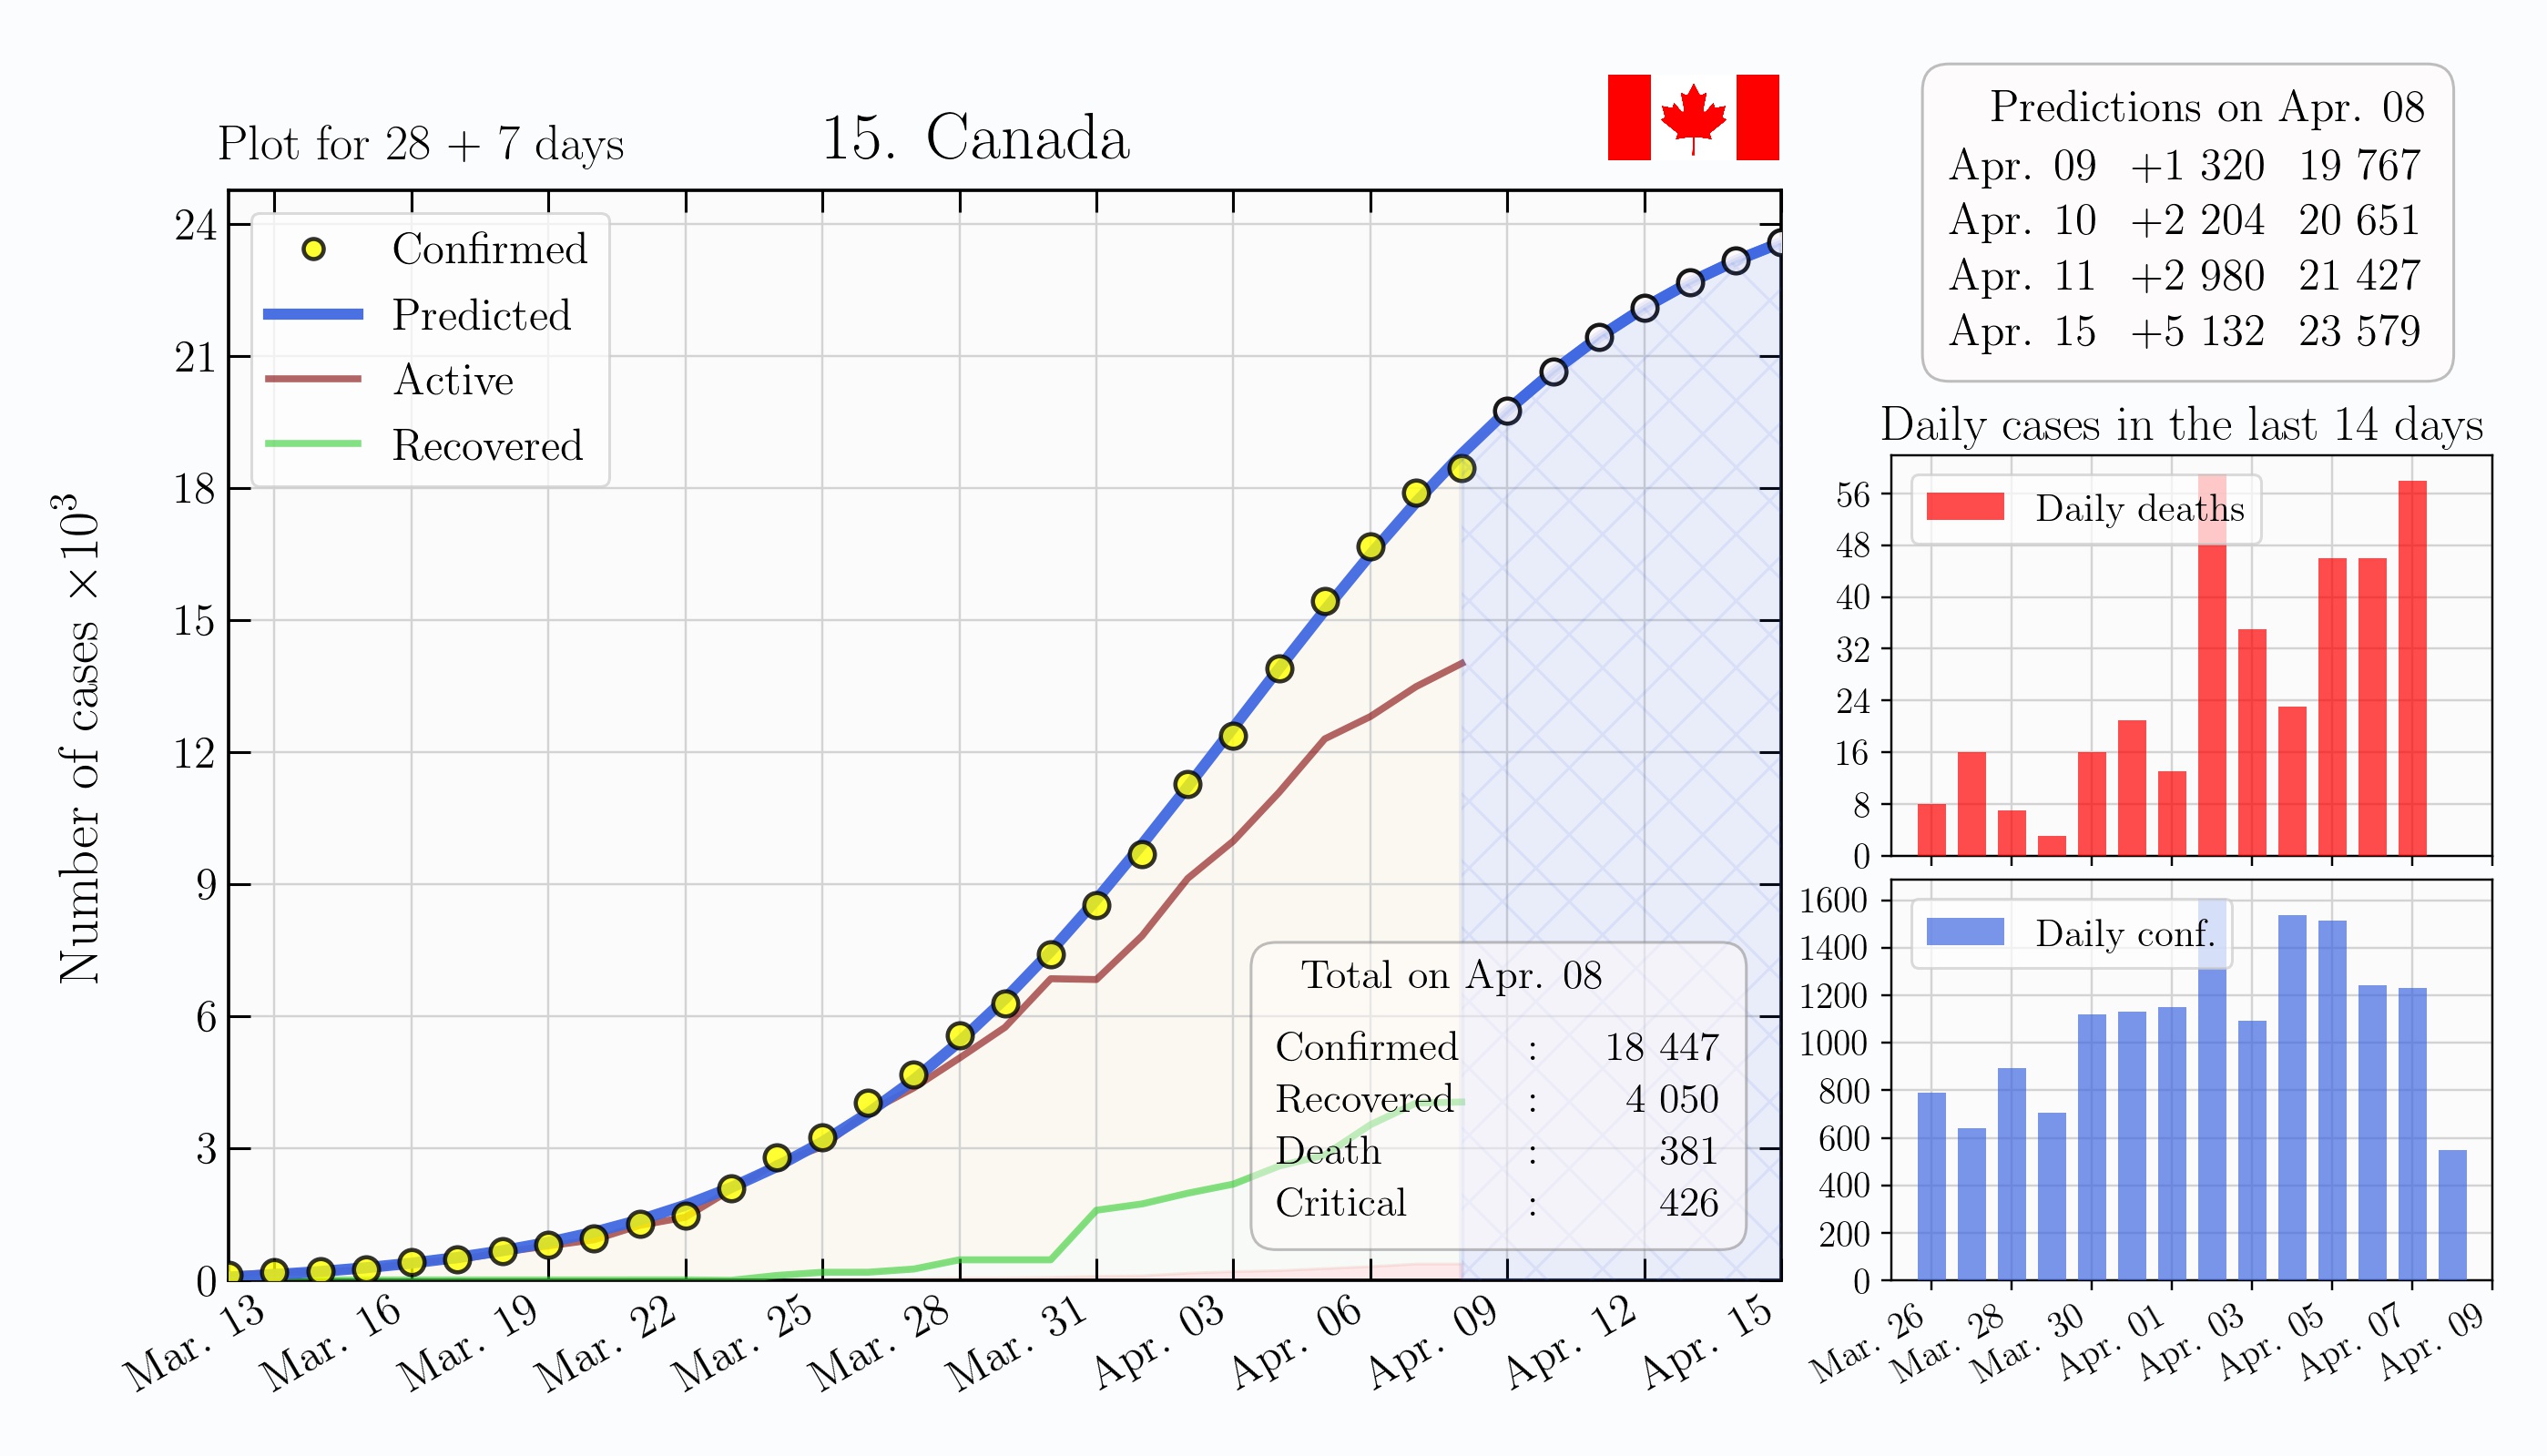 Plot for 28 + 7 days
15. Canada
Number of cases ×10³
24
21
18
15
12
9
6
3
0
Confirmed
Predicted
Active
Recovered
Total on Apr. 08
Confirmed : 18 447
Recovered : 4 050
Death : 381
Critical : 426
Mar. 13
Mar. 16
Mar. 19
Mar. 22
Mar. 25
Mar. 28
Mar. 31
Apr. 03
Apr. 06
Apr. 09
Apr. 12
Apr. 15
Predictions on Apr. 08
Apr. 09 +1 320 19 767
Apr. 10 +2 204 20 651
Apr. 11 +2 980 21 427
Apr. 15 +5 132 23 579
Daily cases in the last 14 days
Daily deaths
56
48
40
32
24
16
8
0
Daily conf.
1600
1400
1200
1000
800
600
400
200
0
Mar. 26
Mar. 28
Mar. 30
Apr. 01
Apr. 03
Apr. 05
Apr. 07
Apr. 09